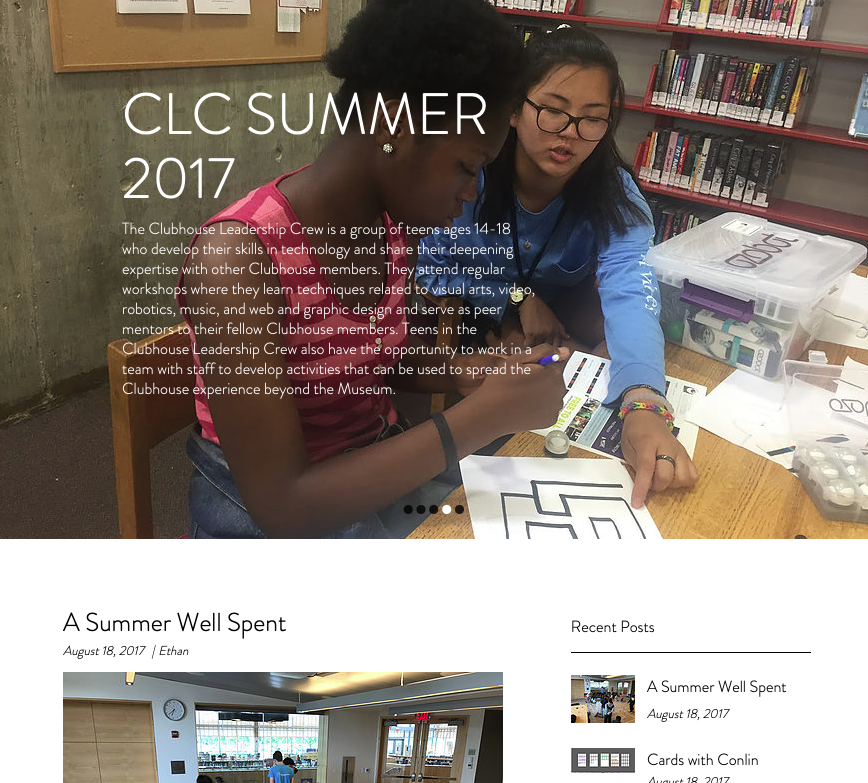 CLC SUMMER
2017
The Clubhouse Leadership Crew is a group of teens ages 14-18
who develop their skills in technology and share their deepening
expertise with other Clubhouse members. They attend regular
workshops where they learn techniques related to visual arts, video,
robotics, music, and web and graphic design and serve as peer
mentors to their fellow Clubhouse members. Teens in the
Clubhouse Leadership Crew also have the opportunity to work in a
team with staff to develop activities that can be used to spread the
Clubhouse experience beyond the Museum.
A Summer Well Spent
August 18, 2017 | Ethan
Recent Posts
A Summer Well Spent
August 18, 2017
Cards with Conlin
August 18, 2017